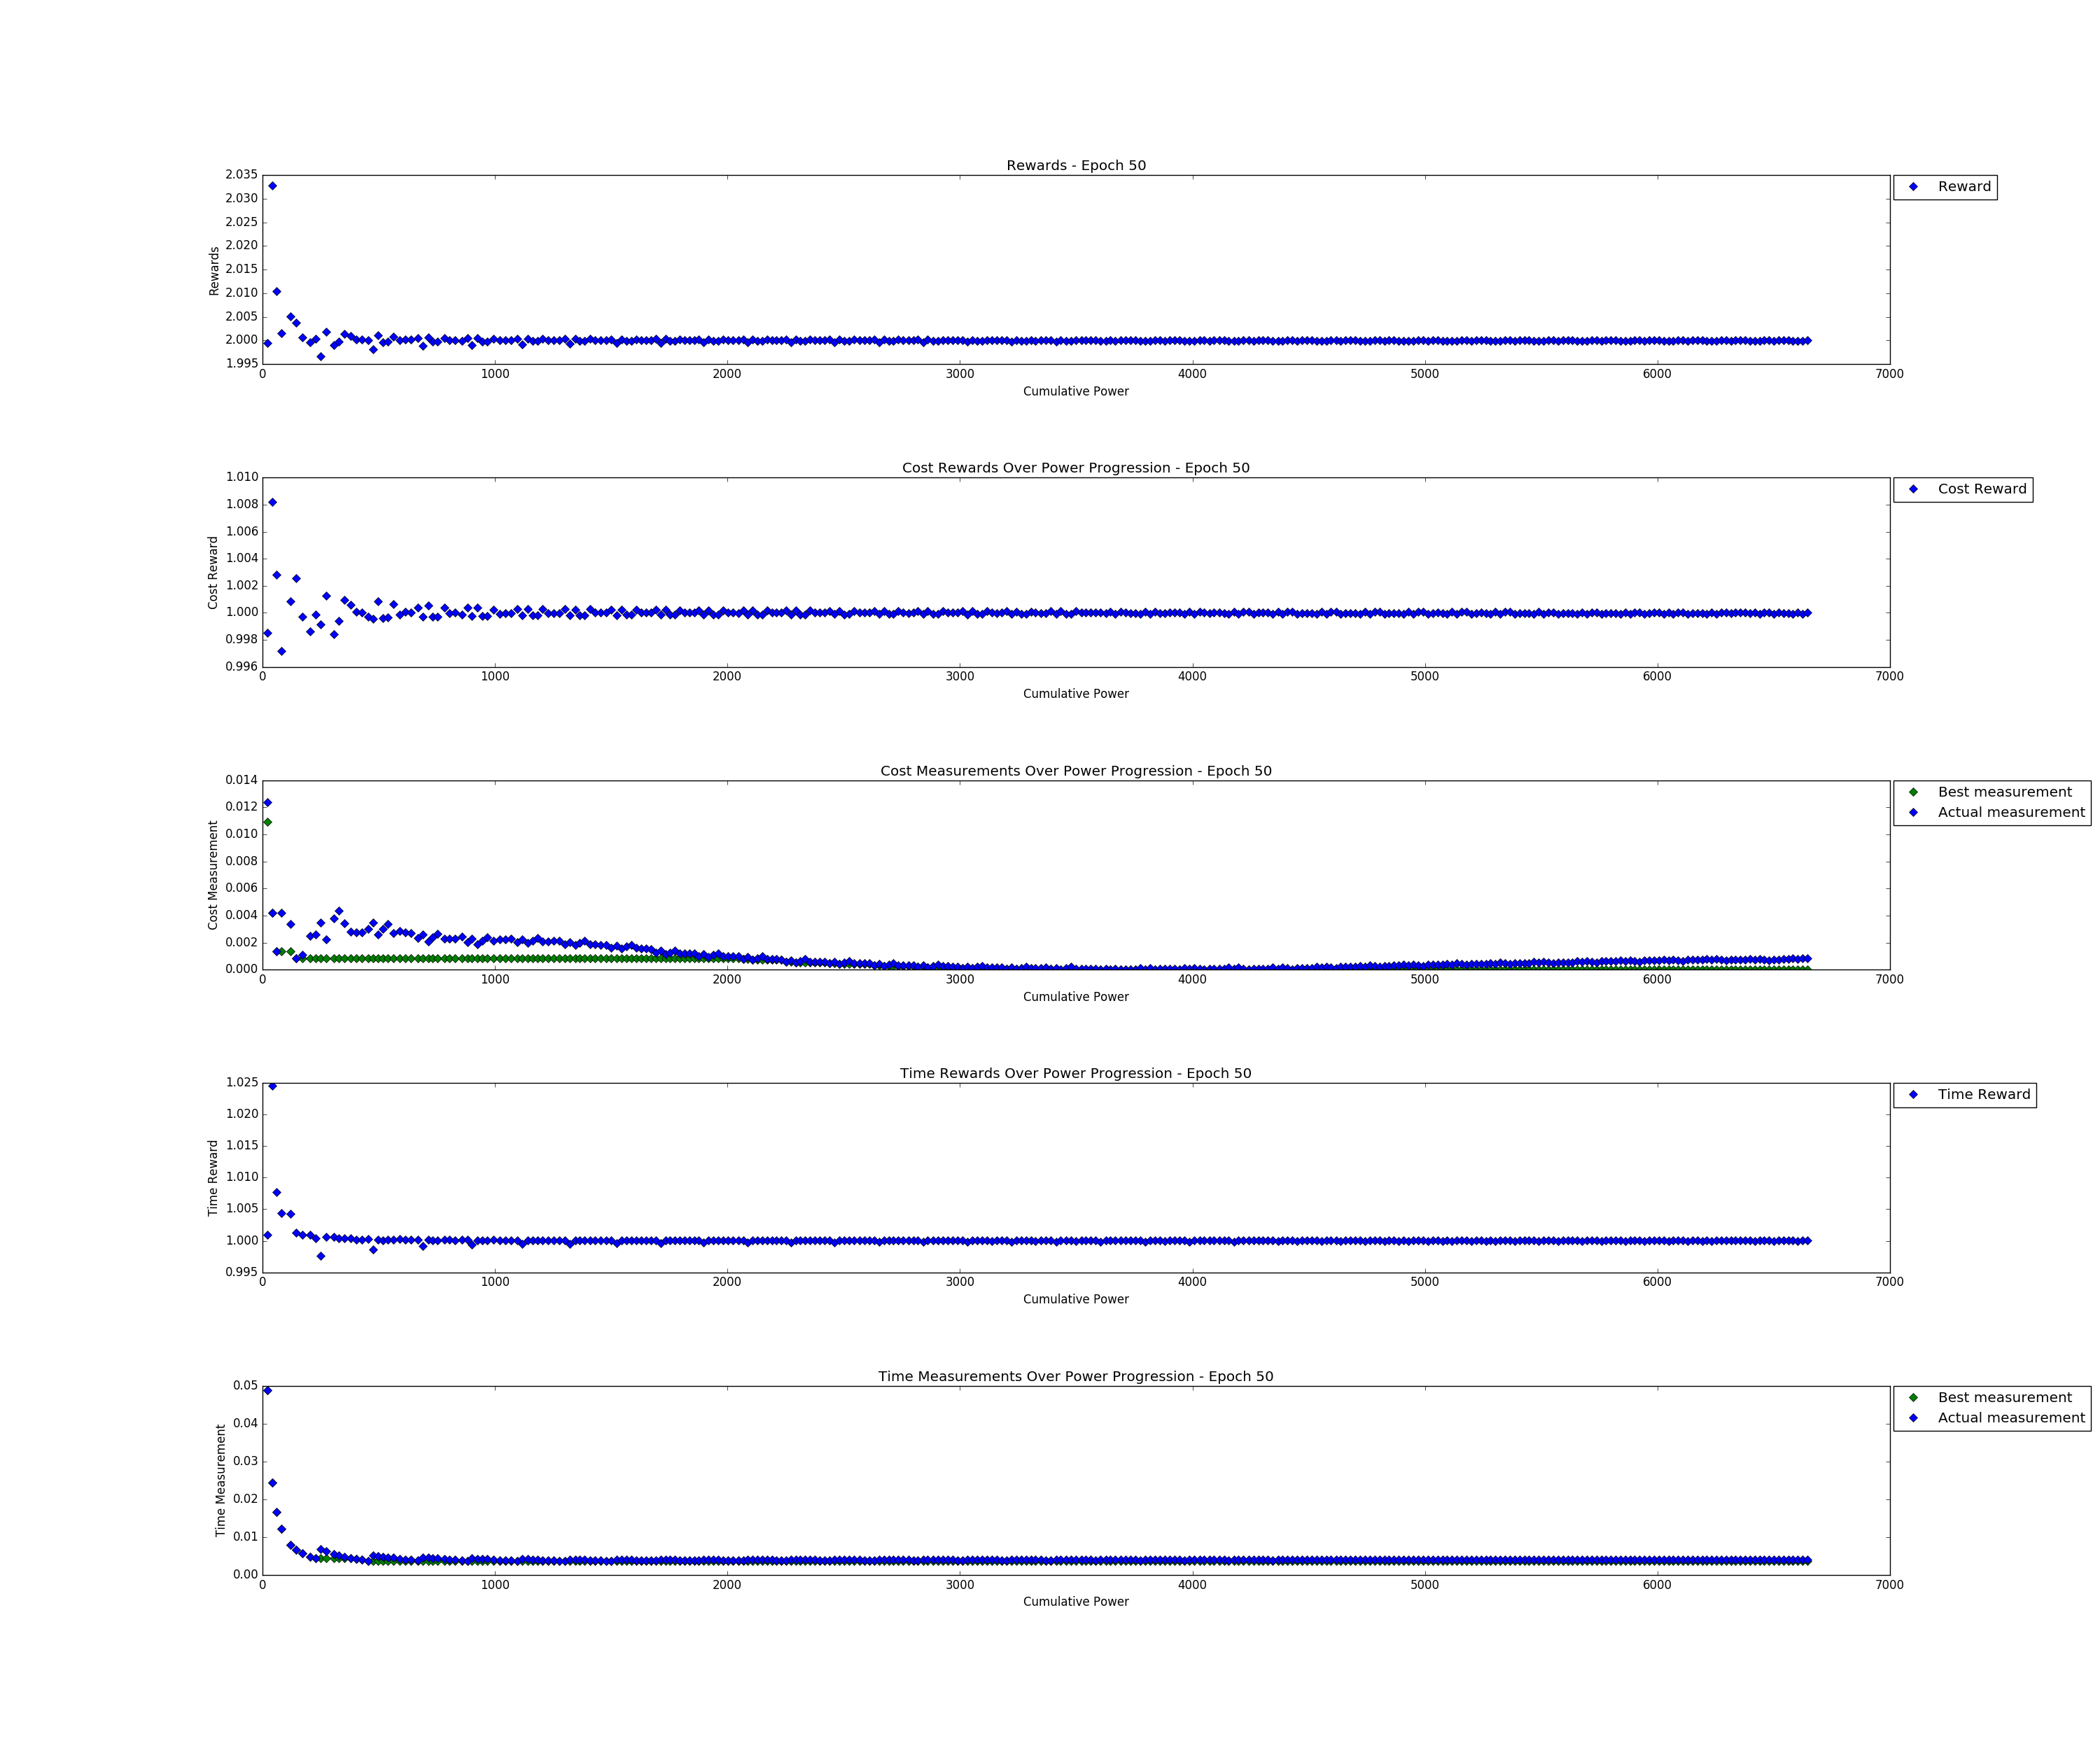 Rewards - Epoch 50
2.035
2.030
2.025
2.020
2.015
2.010
2.005
2.000
1.995
Rewards
0 1000 2000 3000 4000 5000 6000 7000
Cumulative Power
Reward
Cost Rewards Over Power Progression - Epoch 50
1.010
1.008
1.006
1.004
1.002
1.000
0.998
0.996
Cost Reward
0 1000 2000 3000 4000 5000 6000 7000
Cumulative Power
Cost Reward
Cost Measurements Over Power Progression - Epoch 50
0.014
0.012
0.010
0.008
0.006
0.004
0.002
0.000
Cost Measurement
0 1000 2000 3000 4000 5000 6000 7000
Cumulative Power
Best measurement
Actual measurement
Time Rewards Over Power Progression - Epoch 50
1.025
1.020
1.015
1.010
1.005
1.000
0.995
Time Reward
0 1000 2000 3000 4000 5000 6000 7000
Cumulative Power
Time Reward
Time Measurements Over Power Progression - Epoch 50
0.05
0.04
0.03
0.02
0.01
0.00
Time Measurement
0 1000 2000 3000 4000 5000 6000 7000
Cumulative Power
Best measurement
Actual measurement